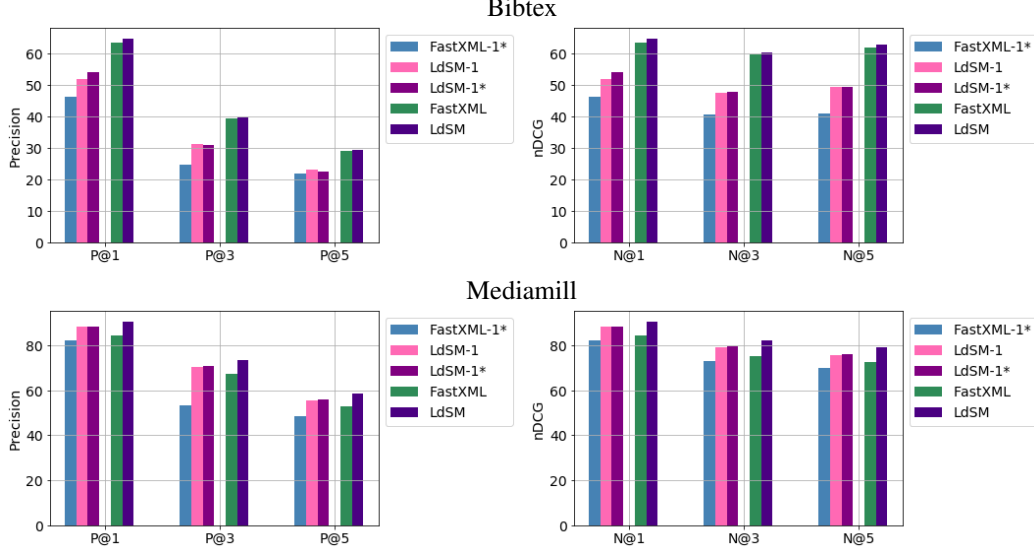 Bibtex
Precision
60
50
40
30
20
10
0
P@1 P@3 P@5
FastXML-1*
LdSM-1
LdSM-1*
FastXML
LdSM
nDCG
60
50
40
30
20
10
0
N@1 N@3 N@5
FastXML-1*
LdSM-1
LdSM-1*
FastXML
LdSM
Mediamill
Precision
80
60
40
20
0
P@1 P@3 P@5
FastXML-1*
LdSM-1
LdSM-1*
FastXML
LdSM
nDCG
80
60
40
20
0
N@1 N@3 N@5
FastXML-1*
LdSM-1
LdSM-1*
FastXML
LdSM